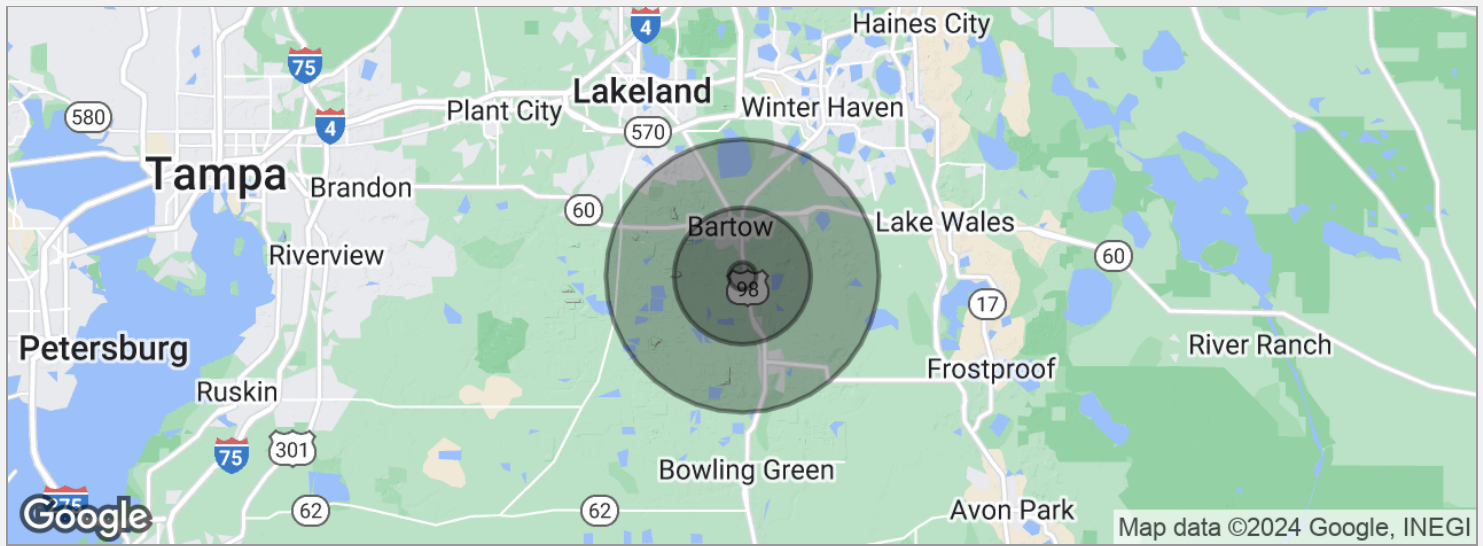 Haines City
4
75
Lakeland
Plant City
Winter Haven
580
4
570
Tampa
Brandon
60
Bartow
Lake Wales
Riverview
60
98
17
Petersburg
River Ranch
Frostproof
Ruskin
301
75
Bowling Green
275
62
62
Avon Park
Google
Map data ©2024 Google, INEGI